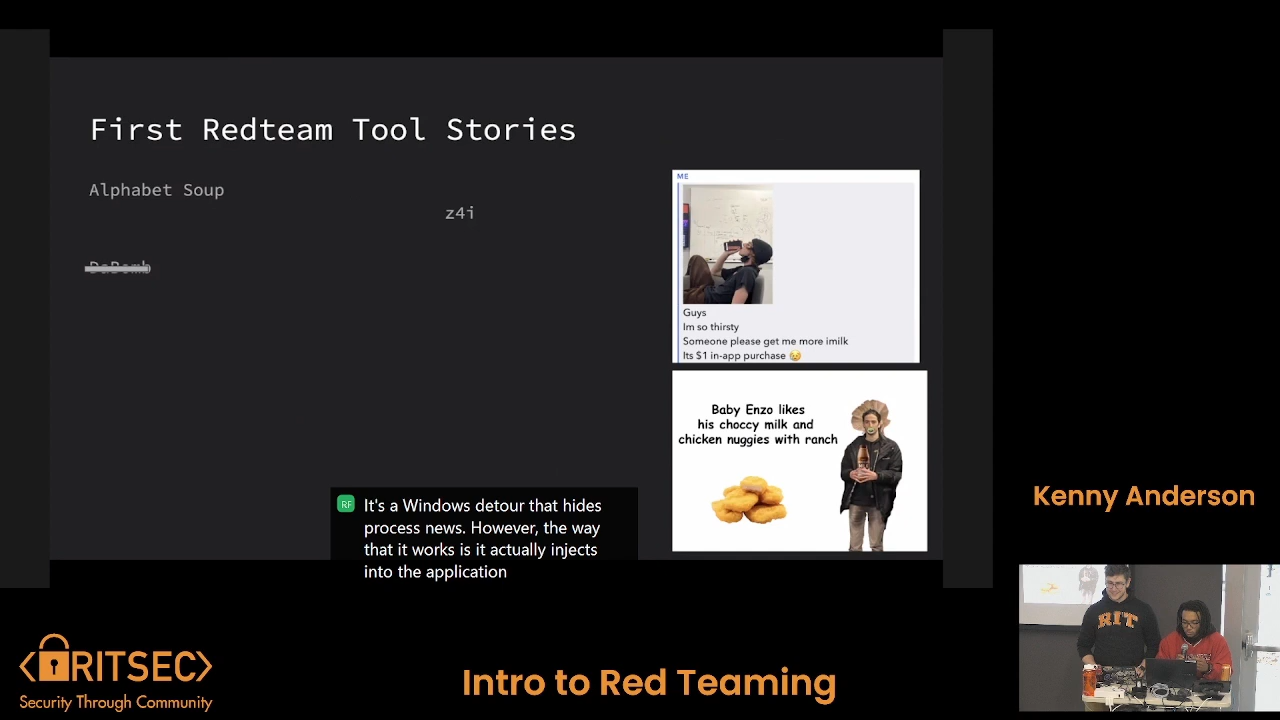 First Redteam Tool Stories
Alphabet Soup
z4i
DaBomb
ME
Guys
Im so thirsty
Someone please get me more imilk
Its $1 in-app purchase 😥
Baby Enzo likes
his choccy milk and
chicken nuggies with ranch
RF
It's a Windows detour that hides
process news. However, the way
that it works is it actually injects
into the application
Kenny Anderson
RIT
RITSEC
Security Through Community
Intro to Red Teaming